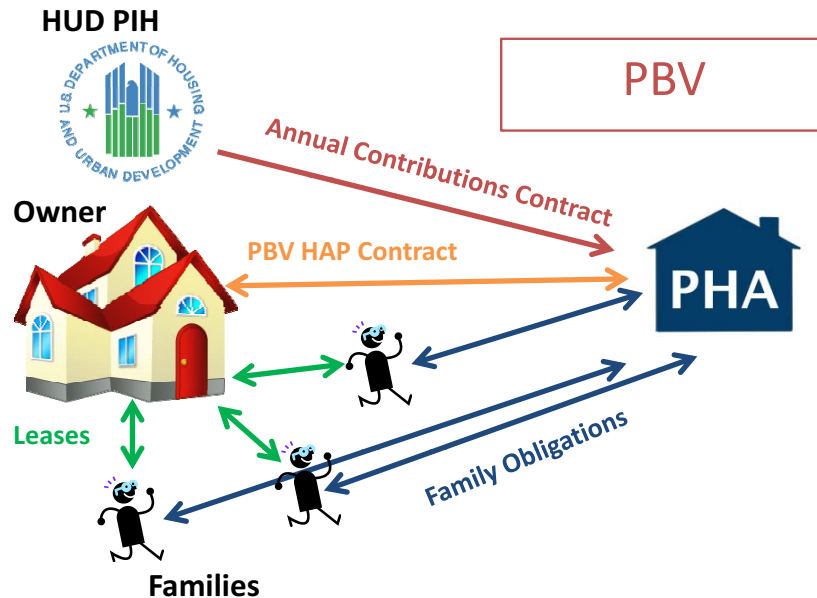 HUD PIH
U.S. DEPARTMENT OF HOUSING
AND URBAN DEVELOPMENT
PBV
Annual Contributions Contract
Owner
PBV HAP Contract
PHA
Leases
Family Obligations
Families